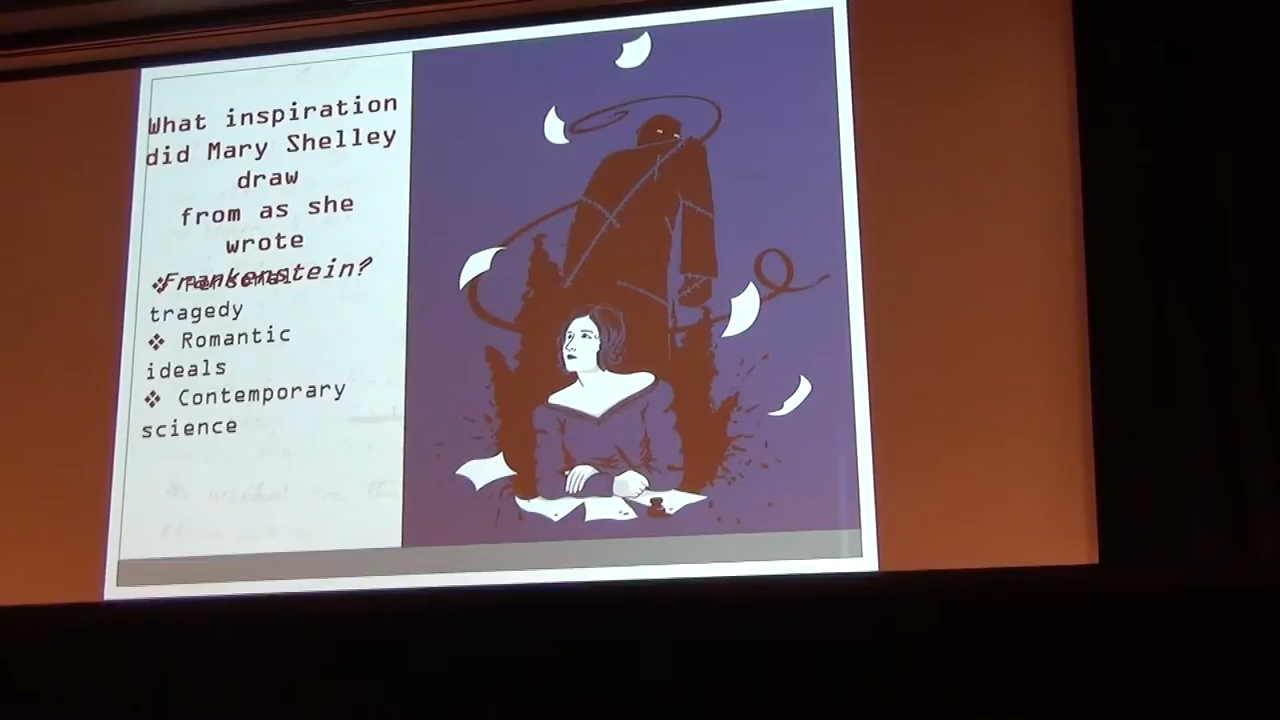 What inspiration
did Mary Shelley
draw
from as she
wrote
Frankenstein?
❖ Personal
tragedy
❖ Romantic
ideals
❖ Contemporary
science